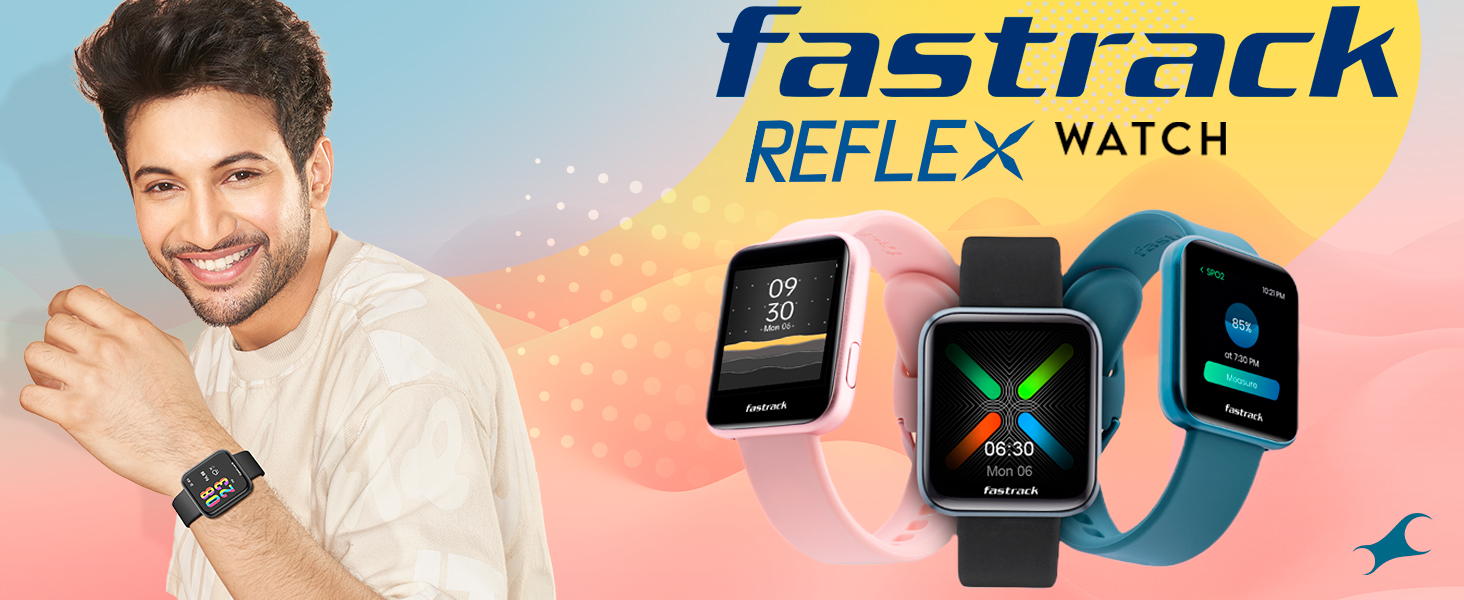 fastrack
REFLEX WATCH
09
30
Mon 06
fastrack
06:30
Mon 06
fastrack
fastrack
< SPO2
10:21 PM
85%
at 7:30 PM
Measure
fastrack